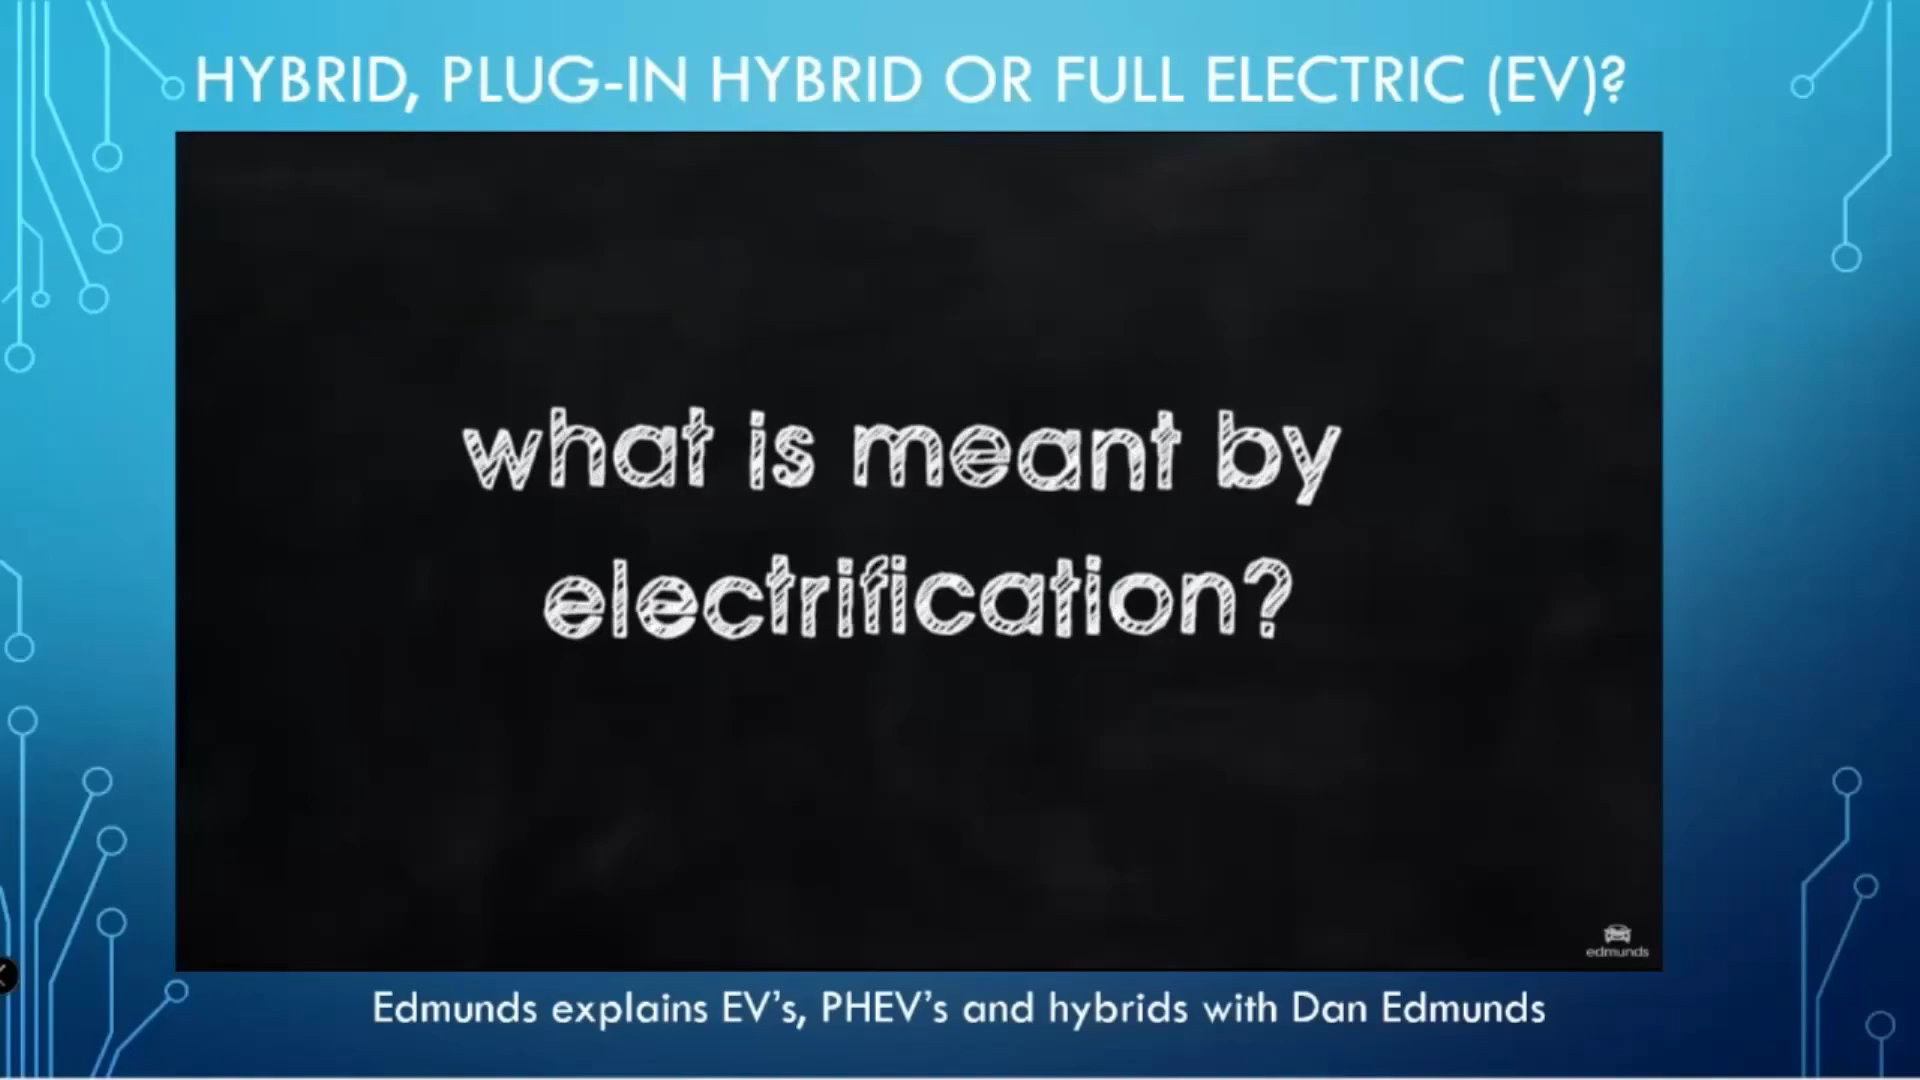 HYBRID, PLUG-IN HYBRID OR FULL ELECTRIC (EV)?
what is meant by
electrification?
edmunds
Edmunds explains EV's, PHEV's and hybrids with Dan Edmunds